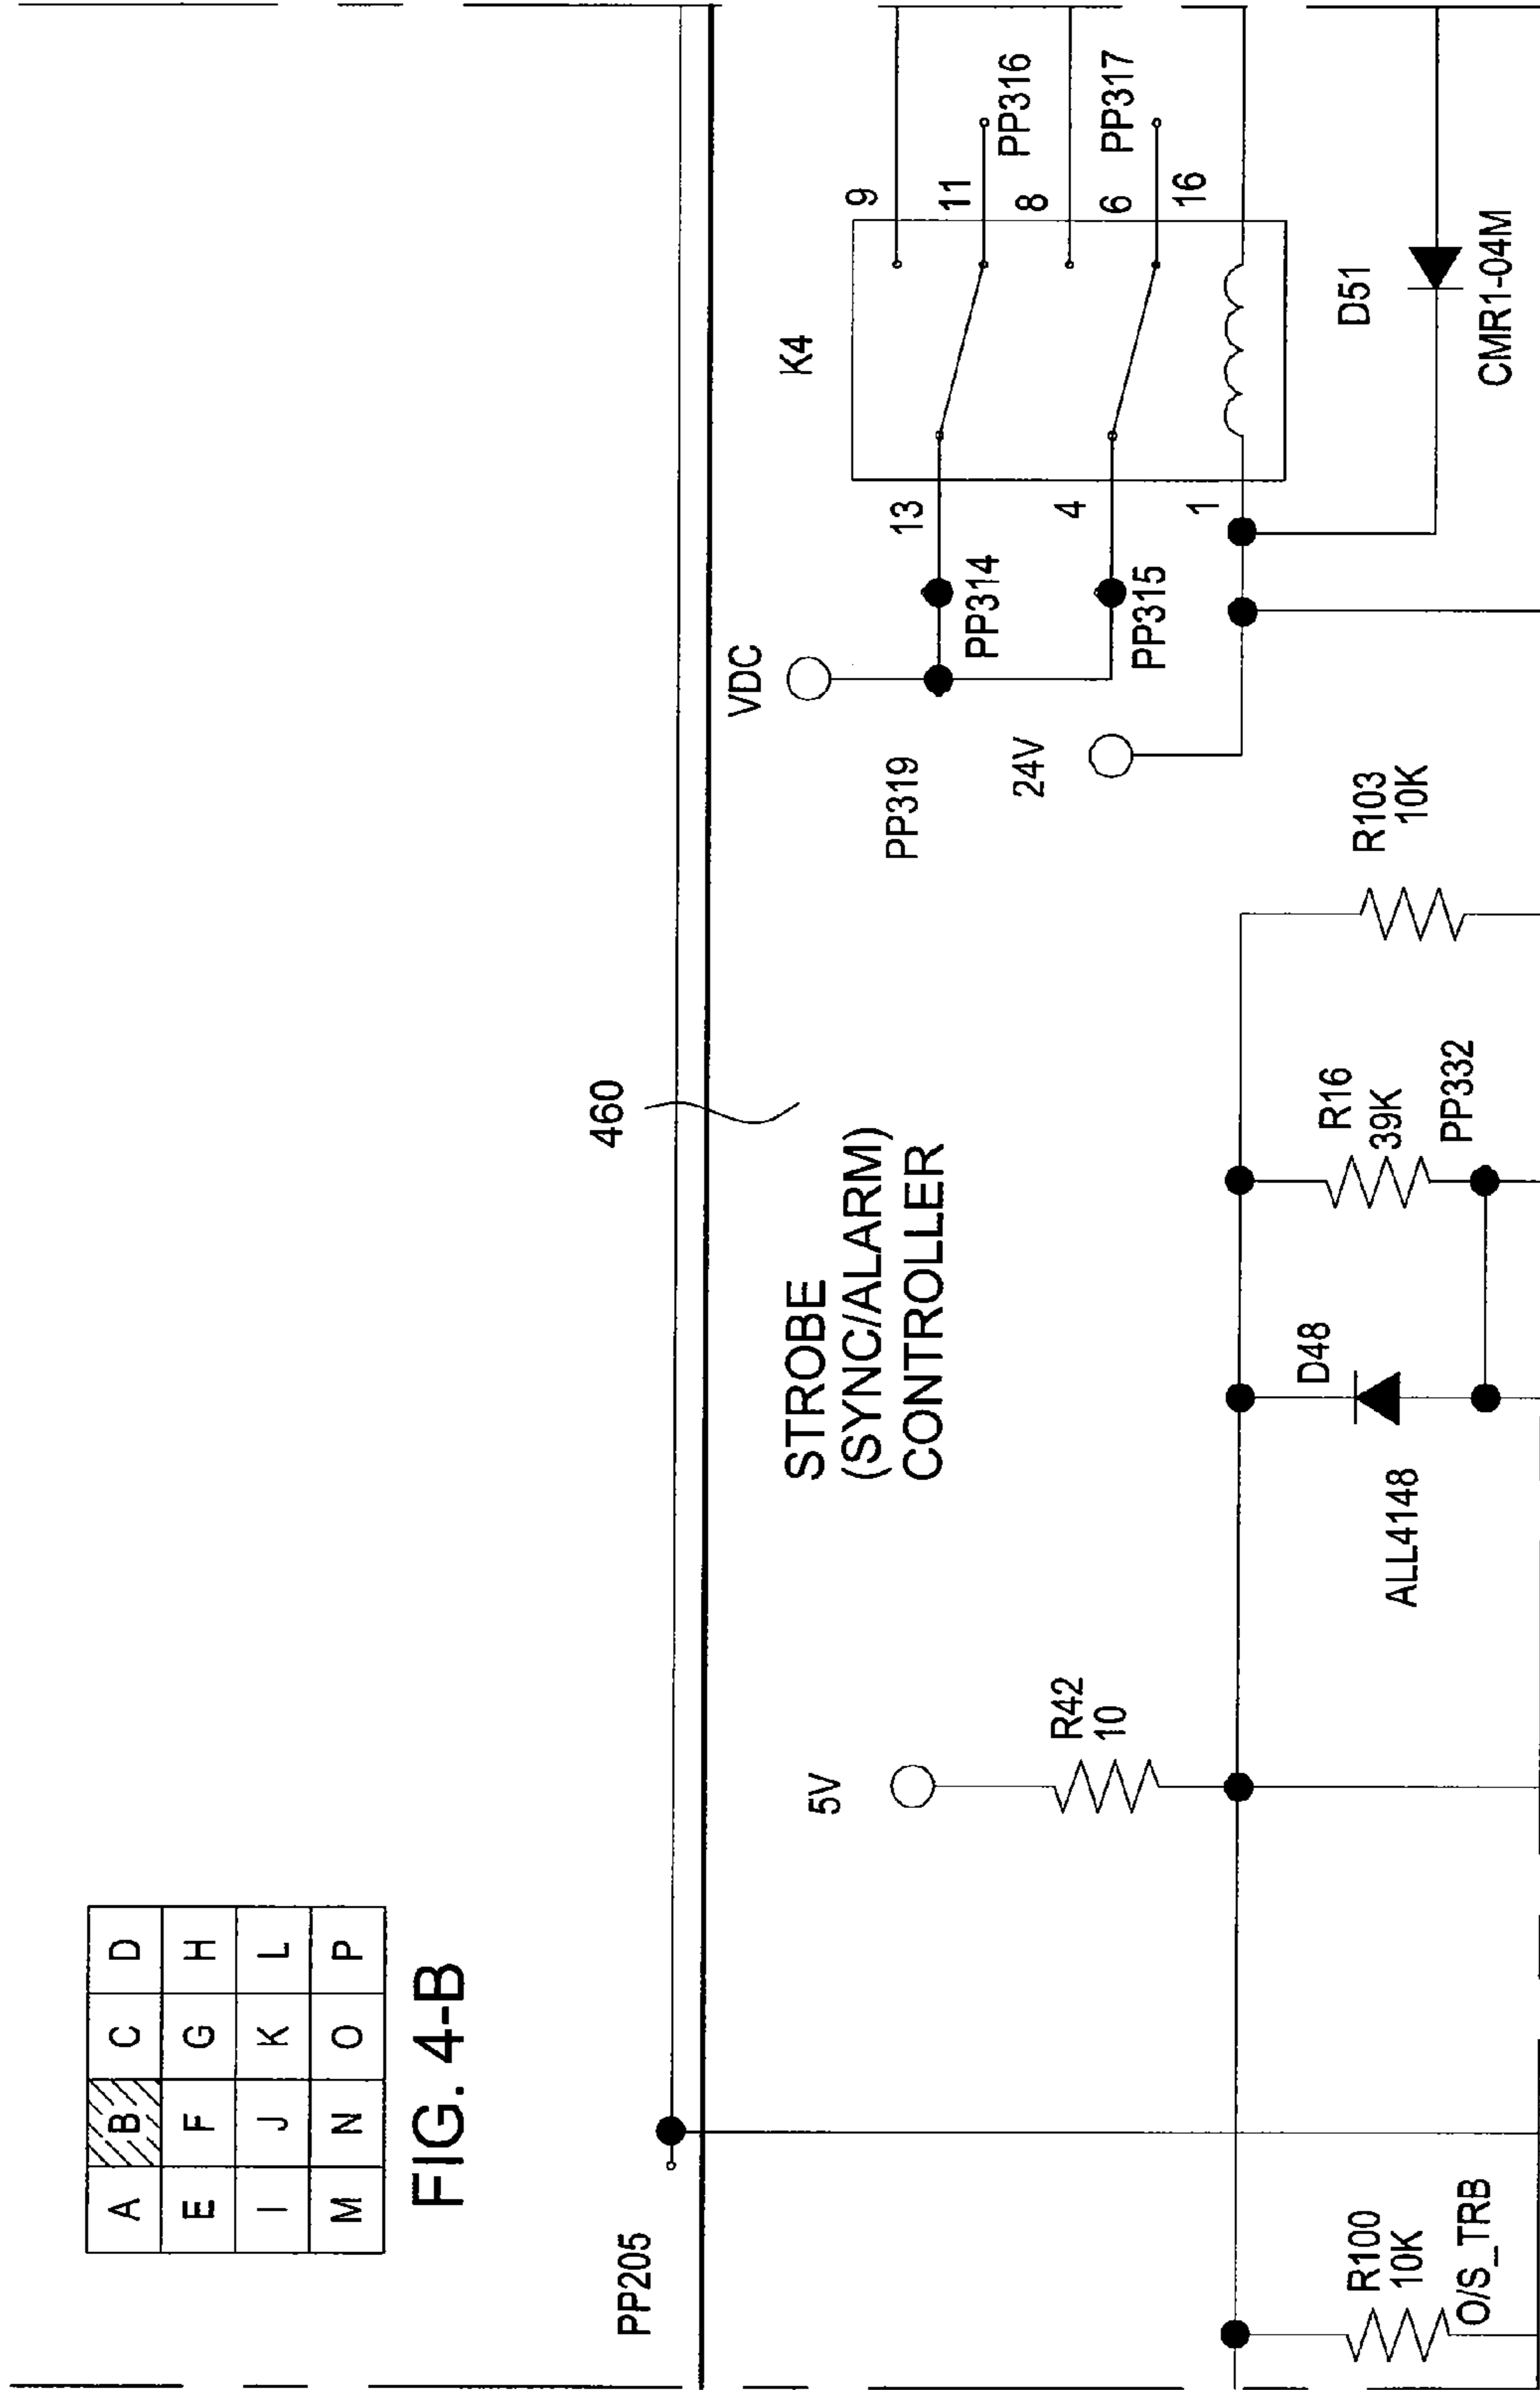 A B C D
E F G H
I J K L
M N O P
FIG. 4-B
PP205
460
STROBE
(SYNC/ALARM)
CONTROLLER
VDC
K4
9
13
11
PP314
PP316
PP319
8
24V
4
6
PP315
PP317
1
16
5V
R42
10
D51
CMR1-04M
R100
10K
O/S_TRB
D48
ALL4148
R16
39K
PP332
R103
10K